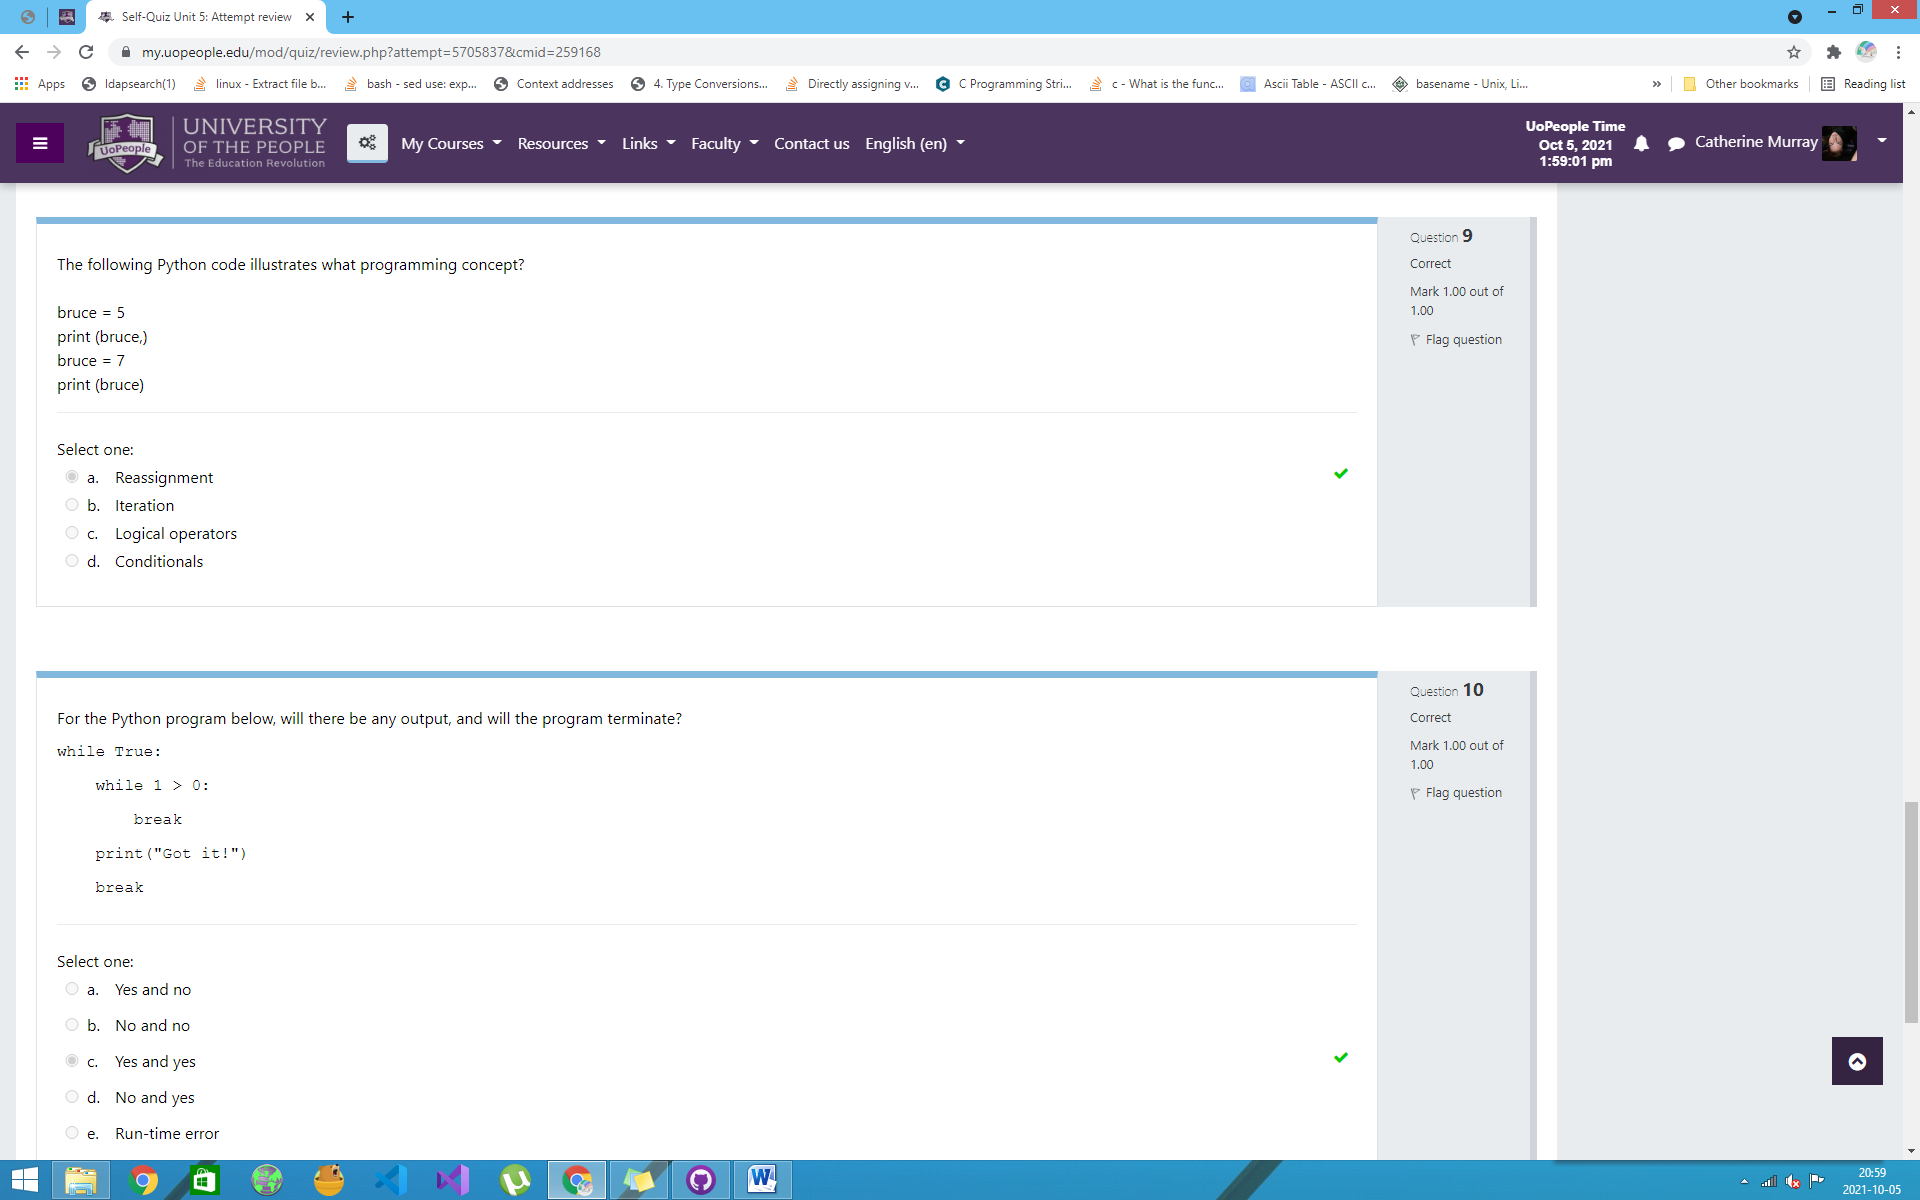 Self-Quiz Unit 5: Attempt review
my.uopeople.edu/mod/quiz/review.php?attempt=5705837&cmid=259168
Apps
ldapsearch(1)
linux - Extract file b...
bash - sed use: exp...
Context addresses
4. Type Conversions...
Directly assigning v...
C Programming Stri...
c - What is the func...
Ascii Table - ASCII c...
basename - Unix, Li...
»
Other bookmarks
Reading list
UoPeople
UNIVERSITY
OF THE PEOPLE
The Education Revolution
My Courses
Resources
Links
Faculty
Contact us
English (en)
UoPeople Time
Oct 5, 2021
1:59:01 pm
Catherine Murray
The following Python code illustrates what programming concept?
bruce = 5
print (bruce,)
bruce = 7
print (bruce)
Select one:
a. Reassignment
b. Iteration
c. Logical operators
d. Conditionals
Question 9
Correct
Mark 1.00 out of
1.00
Flag question
For the Python program below, will there be any output, and will the program terminate?
while True:
while 1 > 0:
break
print("Got it!")
break
Select one:
a. Yes and no
b. No and no
c. Yes and yes
d. No and yes
e. Run-time error
Question 10
Correct
Mark 1.00 out of
1.00
Flag question
20:59
2021-10-05